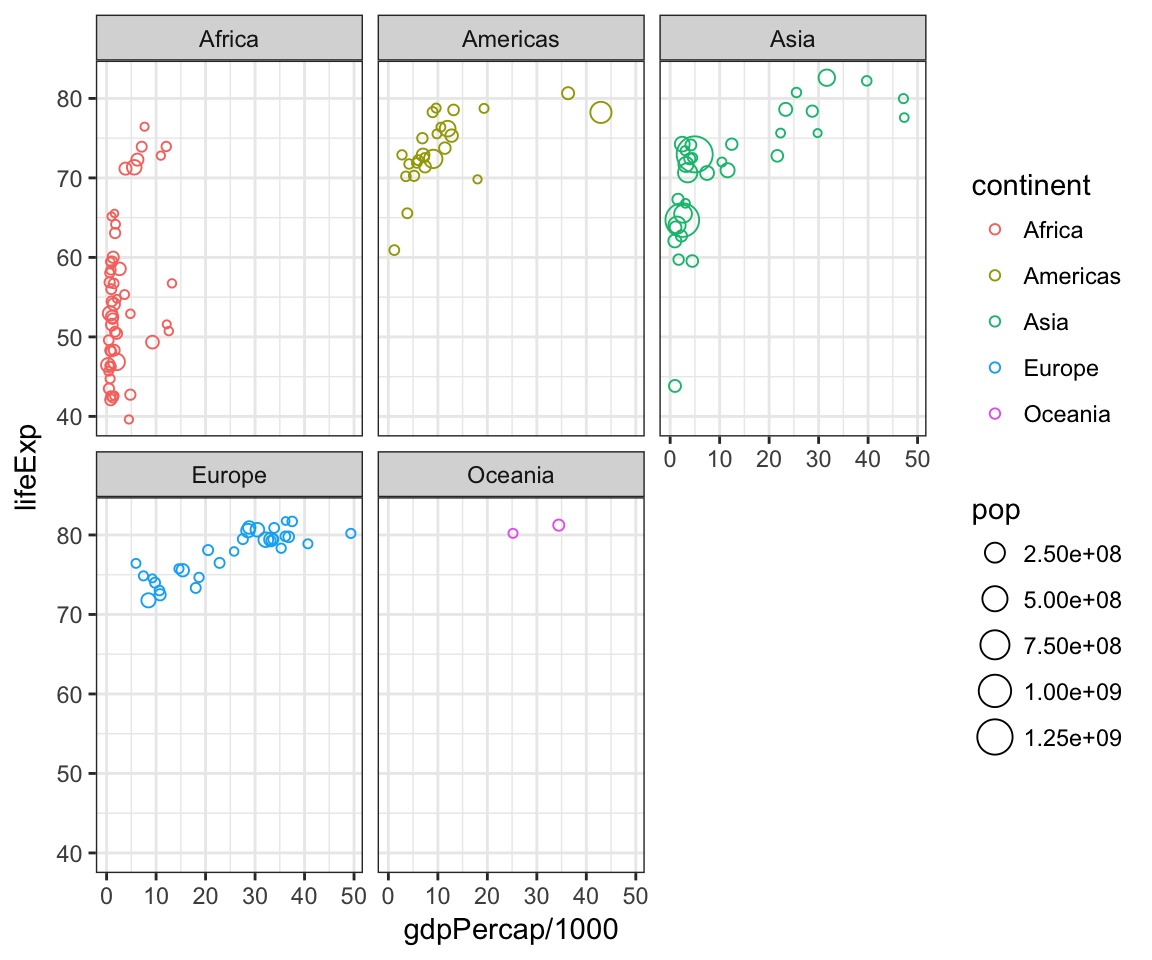 Africa
Americas
Asia
80
70
60
50
40
0 10 20 30 40 50
Europe
Oceania
80
70
60
50
40
0 10 20 30 40 50
0 10 20 30 40 50
lifeExp
gdpPercap/1000
continent
Africa
Americas
Asia
Europe
Oceania
pop
2.50e+08
5.00e+08
7.50e+08
1.00e+09
1.25e+09